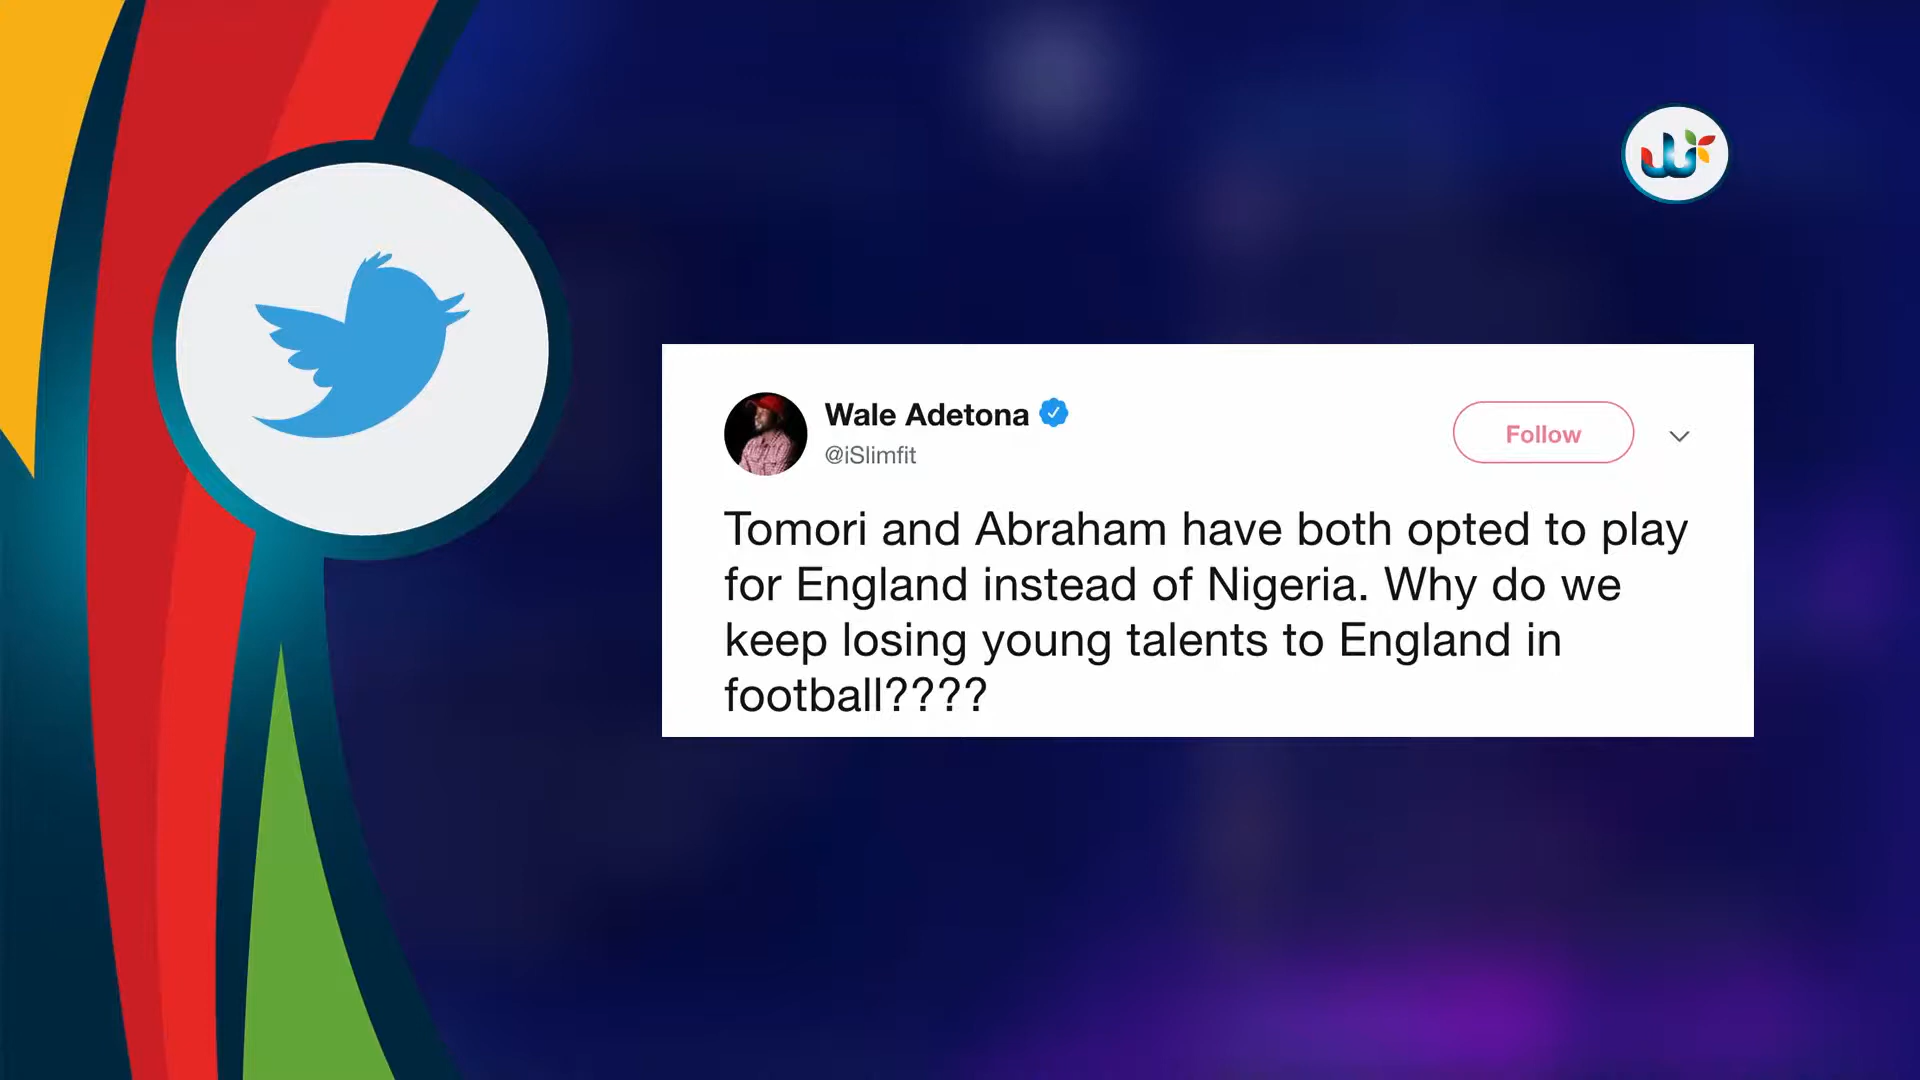 Wale Adetona
@iSlimfit
Follow
Tomori and Abraham have both opted to play
for England instead of Nigeria. Why do we
keep losing young talents to England in
football????